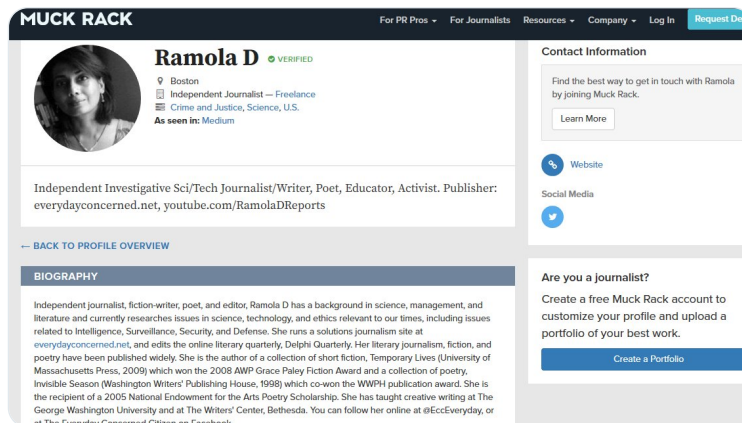 MUCK RACK
For PR Pros For Journalists Resources Company Log In Request De
Ramola D VERIFIED
Boston
Independent Journalist — Freelance
Crime and Justice, Science, U.S.
As seen in: Medium
Independent Investigative Sci/Tech Journalist/Writer, Poet, Educator, Activist. Publisher:
everydayconcerned.net, youtube.com/RamolaDReports
← BACK TO PROFILE OVERVIEW
BIOGRAPHY
Independent journalist, fiction-writer, poet, and editor, Ramola D has a background in science, management, and
literature and currently researches issues in science, technology, and ethics relevant to our times, including issues
related to Intelligence, Surveillance, Security, and Defense. She runs a solutions journalism site at
everydayconcerned.net, and edits the online literary quarterly, Delphi Quarterly. Her literary journalism, fiction, and
poetry have been published widely. She is the author of a collection of short fiction, Temporary Lives (University of
Massachusetts Press, 2009) which won the 2008 AWP Grace Paley Fiction Award and a collection of poetry,
Invisible Season (Washington Writers' Publishing House, 1998) which co-won the WWPH publication award. She is
the recipient of a 2005 National Endowment for the Arts Poetry Scholarship. She has taught creative writing at The
George Washington University and at The Writers' Center, Bethesda. You can follow her online at @EccEveryday, or
at The Everyday Concerned Citizen on Facebook
Contact Information
Find the best way to get in touch with Ramola
by joining Muck Rack.
Learn More
Website
Social Media
Are you a journalist?
Create a free Muck Rack account to
customize your profile and upload a
portfolio of your best work.
Create a Portfolio